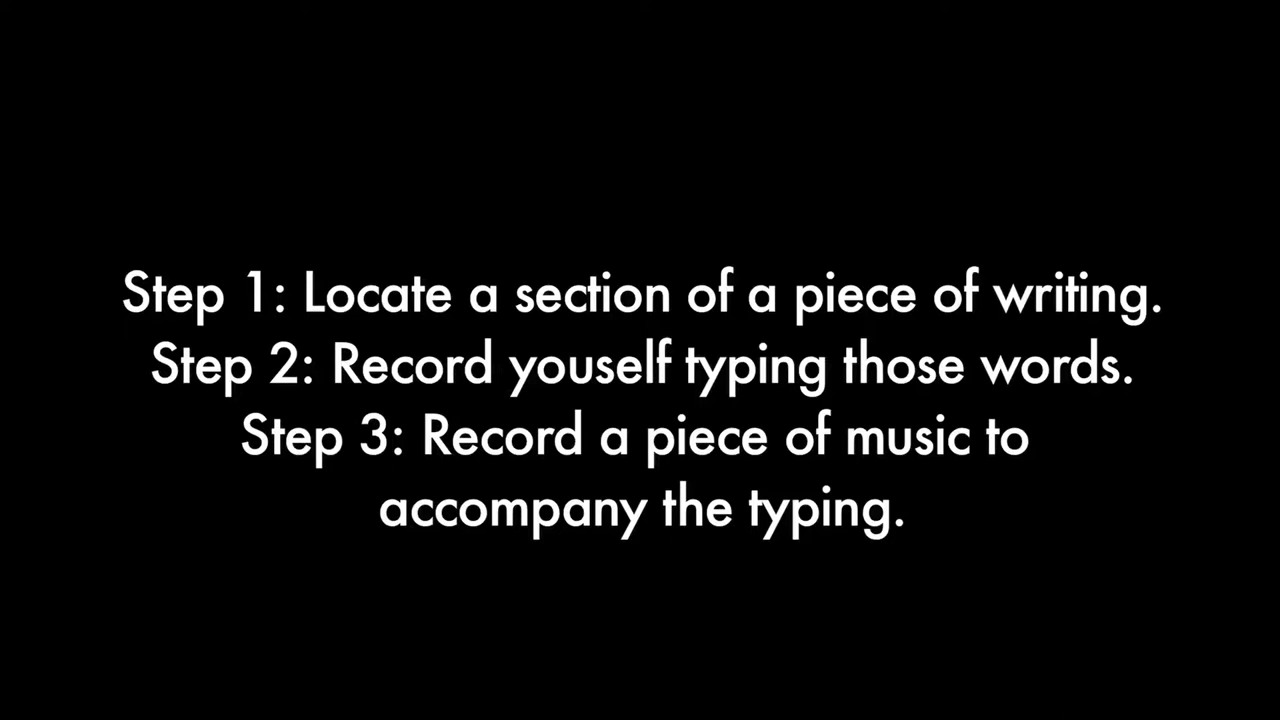 Step 1: Locate a section of a piece of writing.
Step 2: Record youself typing those words.
Step 3: Record a piece of music to
accompany the typing.